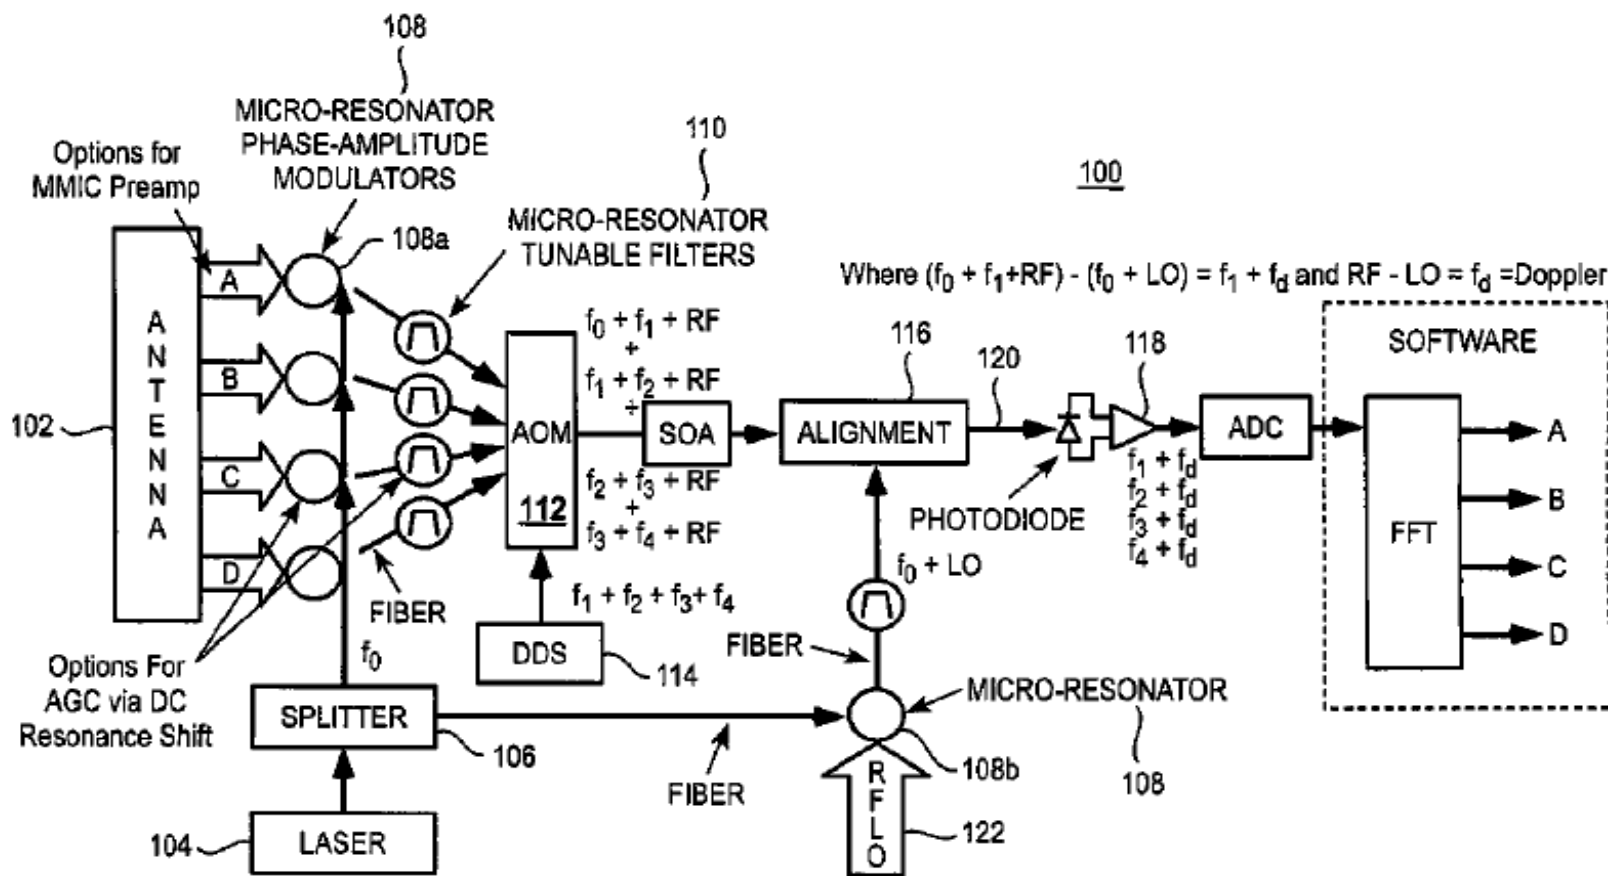 108
MICRO-RESONATOR
PHASE-AMPLITUDE
MODULATORS
Options for
MMIC Preamp
110
MICRO-RESONATOR
TUNABLE FILTERS
100
108a
Where (f0 + f1+RF) - (f0 + LO) = f1 + fd and RF - LO = fd =Doppler
ANTENNA
102
A
B
C
D
f0 + f1 + RF
+
f1 + f2 + RF
+
f2 + f3 + RF
+
f3 + f4 + RF
AOM
112
SOA
116
ALIGNMENT
120
PHOTODIODE
118
f1 + fd
f2 + fd
f3 + fd
f4 + fd
ADC
SOFTWARE
FFT
A
B
C
D
FIBER
f1 + f2 + f3+ f4
DDS
114
f0
Options For
AGC via DC
Resonance Shift
SPLITTER
106
LASER
104
FIBER
f0 + LO
FIBER
MICRO-RESONATOR
108
108b
RFLO
122